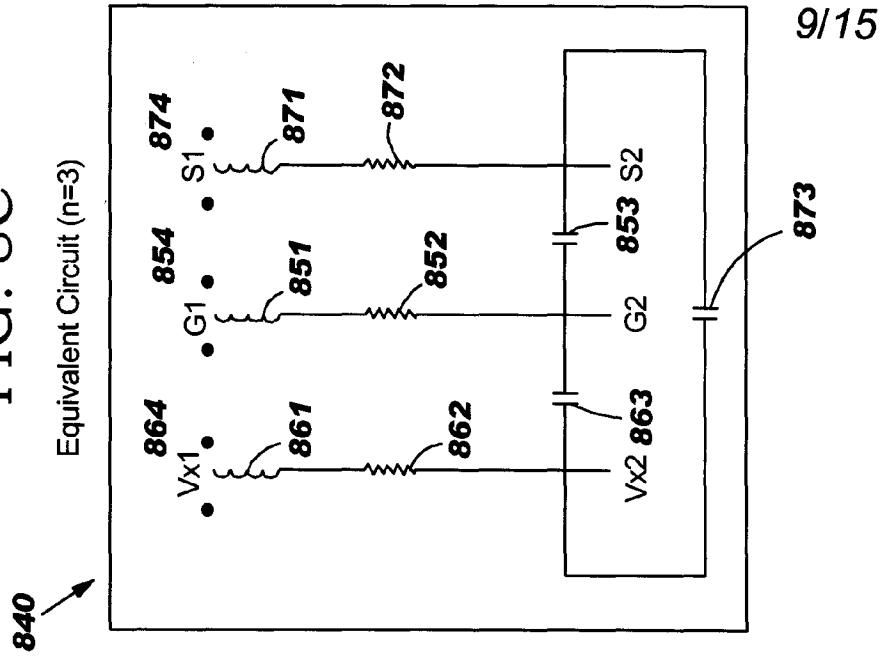 9/15
FIG. 8C
Equivalent Circuit (n=3)
840
864
854
874
Vx1
G1
S1
861
851
871
862
852
872
863
853
Vx2
G2
S2
873